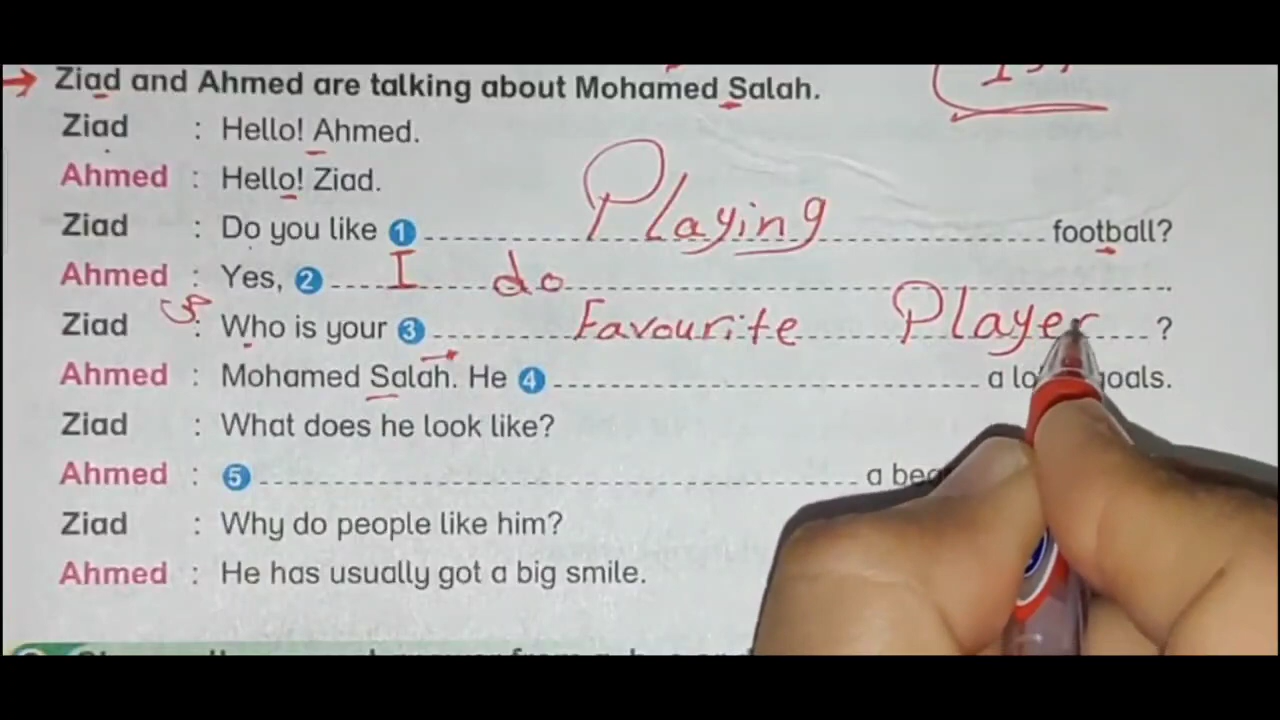 Ziad and Ahmed are talking about Mohamed Salah.
Ziad : Hello! Ahmed.
Ahmed : Hello! Ziad.
Ziad : Do you like 1 Playing football?
Ahmed : Yes, 2 I do .
Ziad : Who is your 3 Favourite Player ?
Ahmed : Mohamed Salah. He 4 a goals.
Ziad : What does he look like?
Ahmed : 5 a
Ziad : Why do people like him?
Ahmed : He has usually got a big smile.